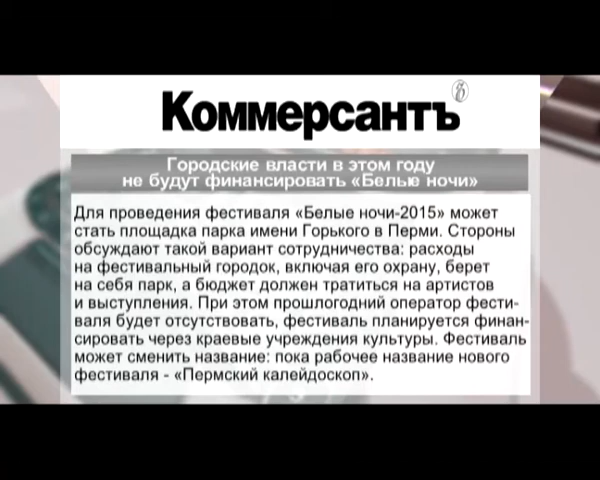 Коммерсантъ
Городские власти в этом году
не будут финансировать «Белые ночи»
Для проведения фестиваля «Белые ночи-2015» может
стать площадка парка имени Горького в Перми. Стороны
обсуждают такой вариант сотрудничества: расходы
на фестивальный городок, включая его охрану, берет
на себя парк, а бюджет должен тратиться на артистов
и выступления. При этом прошлогодний оператор фести-
валя будет отсутствовать, фестиваль планируется финан-
сировать через краевые учреждения культуры. Фестиваль
может сменить название: пока рабочее название нового
фестиваля - «Пермский калейдоскоп».